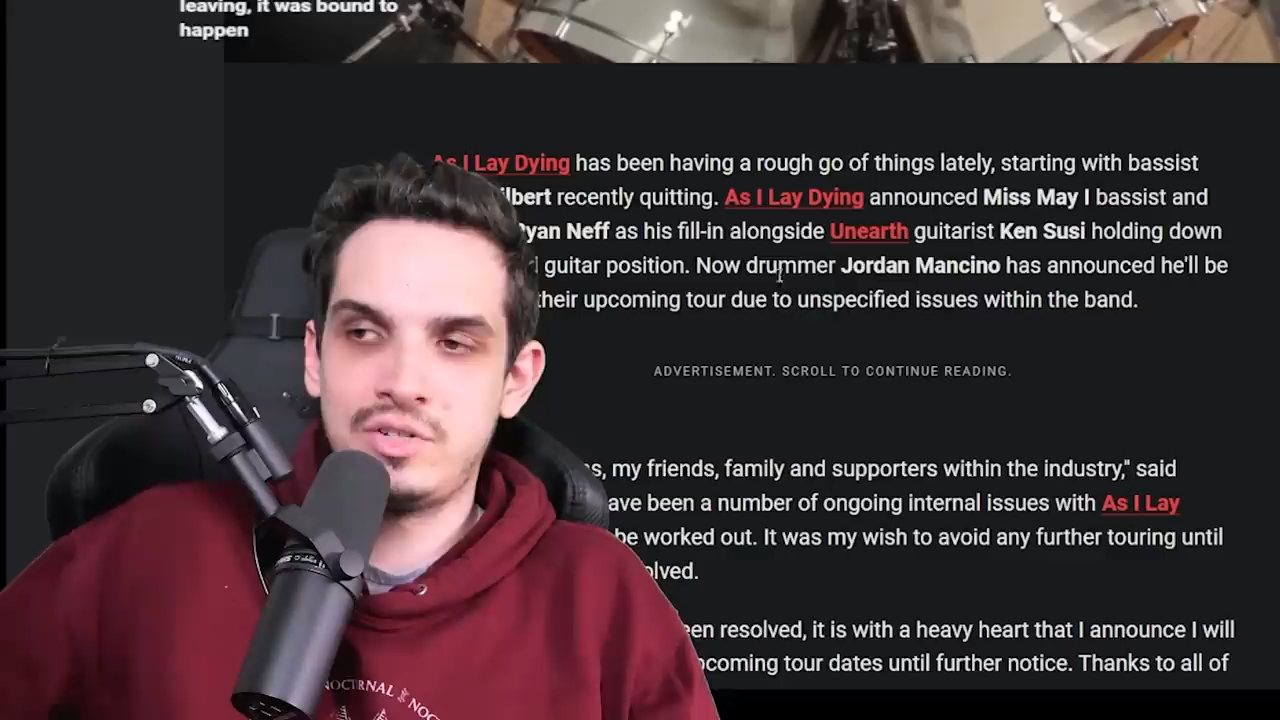 leaving, it was bound to
happen
As I Lay Dying has been having a rough go of things lately, starting with bassist
recently quitting. As I Lay Dying announced Miss May I bassist and
Ryan Neff as his fill-in alongside Unearth guitarist Ken Susi holding down
guitar position. Now drummer Jordan Mancino has announced he'll be
their upcoming tour due to unspecified issues within the band.
ADVERTISEMENT. SCROLL TO CONTINUE READING.
my friends, family and supporters within the industry," said
have been a number of ongoing internal issues with As I Lay
be worked out. It was my wish to avoid any further touring until
resolved, it is with a heavy heart that I announce I will
upcoming tour dates until further notice. Thanks to all of
NOCTURNAL